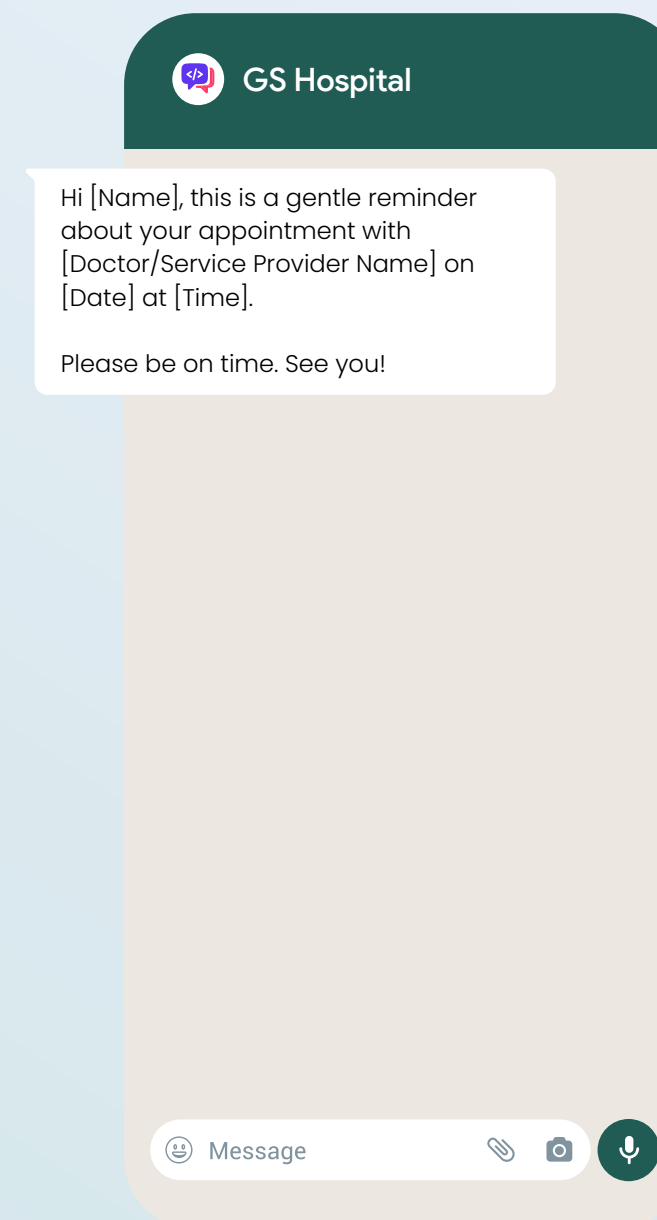 </> GS Hospital
Hi [Name], this is a gentle reminder
about your appointment with
[Doctor/Service Provider Name] on
[Date] at [Time].
Please be on time. See you!
Message